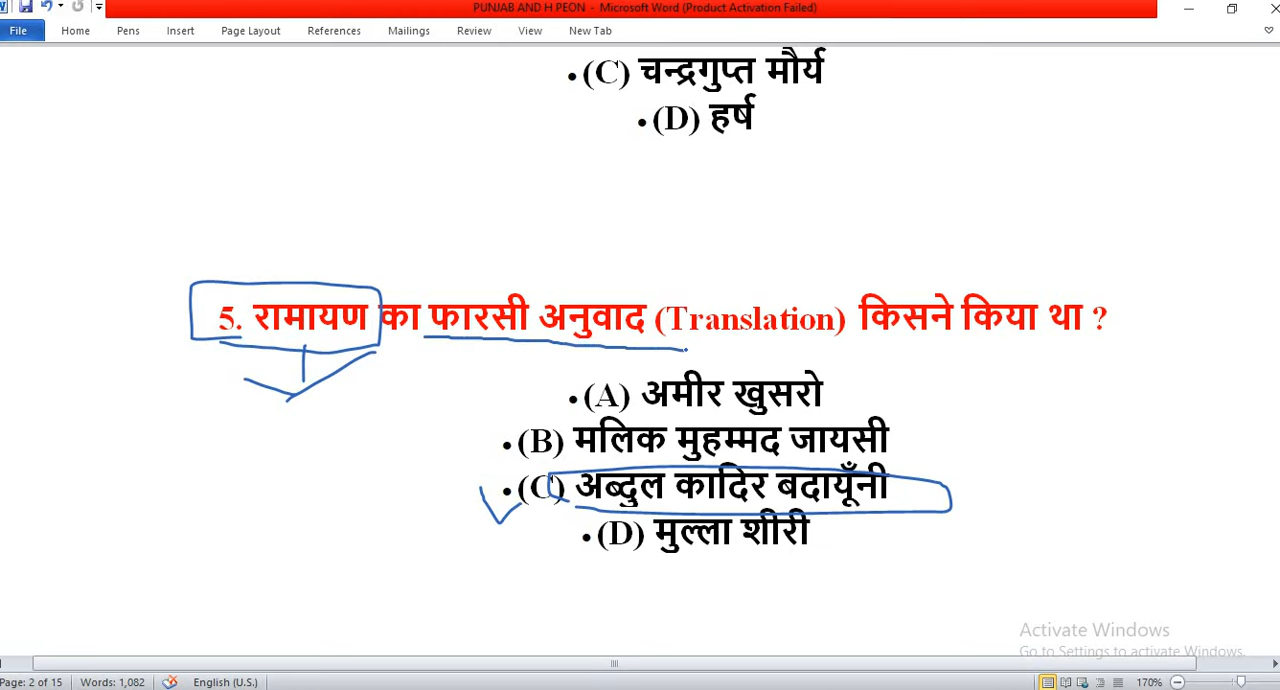 PUNJAB AND H PEON - Microsoft Word (Product Activation Failed)
File Home Pens Insert Page Layout References Mailings Review View New Tab
•(C) चन्द्रगुप्त मौर्य
•(D) हर्ष
5. रामायण का फारसी अनुवाद (Translation) किसने किया था ?
•(A) अमीर खुसरो
•(B) मलिक मुहम्मद जायसी
•(C) अब्दुल कादिर बदायूँनी
•(D) मुल्ला शीरी
Activate Windows
Go to Settings to activate Windows.
Page: 2 of 15 Words: 1,082 English (U.S.) 170%